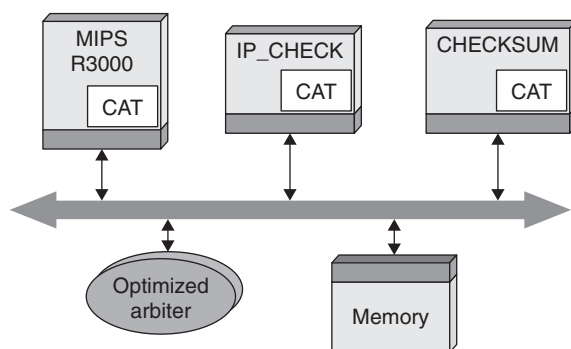 MIPS
R3000
CAT
IP_CHECK
CAT
CHECKSUM
CAT
Optimized
arbiter
Memory